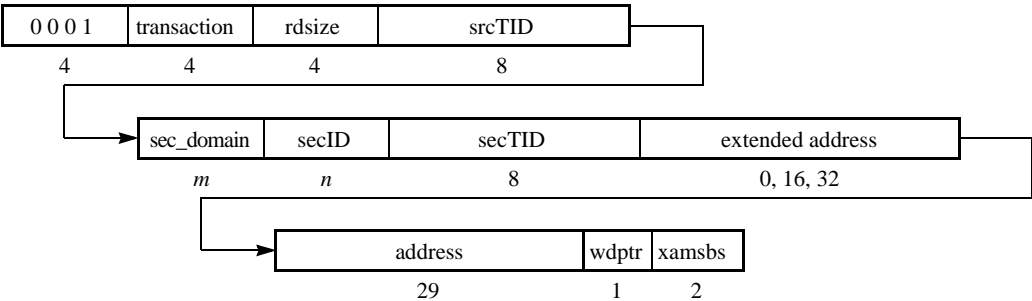 0 0 0 1 transaction rdsize srcTID
4 4 4 8
sec_domain secID secTID extended address
m n 8 0, 16, 32
address wdptr xamsbs
29 1 2